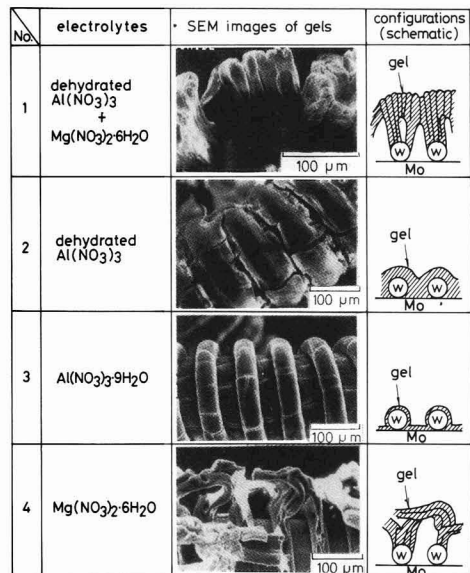 No.
electrolytes
· SEM images of gels
configurations
(schematic)
1
dehydrated
Al(NO3)3
+
Mg(NO3)2·6H2O
100 µm
gel
W W
Mo
2
dehydrated
Al(NO3)3
100 µm
gel
W W
Mo
3
Al(NO3)3·9H2O
100 µm
gel
W W
Mo
4
Mg(NO3)2·6H2O
100 µm
gel
W W
Mo